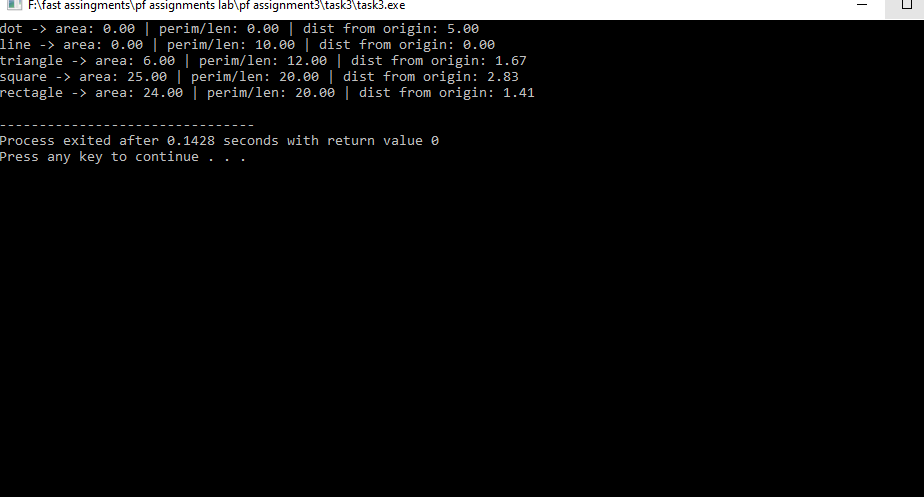 F:\fast assingments\pf assignments lab\pf assignment3\task3\task3.exe
dot -> area: 0.00 | perim/len: 0.00 | dist from origin: 5.00
line -> area: 0.00 | perim/len: 10.00 | dist from origin: 0.00
triangle -> area: 6.00 | perim/len: 12.00 | dist from origin: 1.67
square -> area: 25.00 | perim/len: 20.00 | dist from origin: 2.83
rectagle -> area: 24.00 | perim/len: 20.00 | dist from origin: 1.41
--------------------------------
Process exited after 0.1428 seconds with return value 0
Press any key to continue . . .